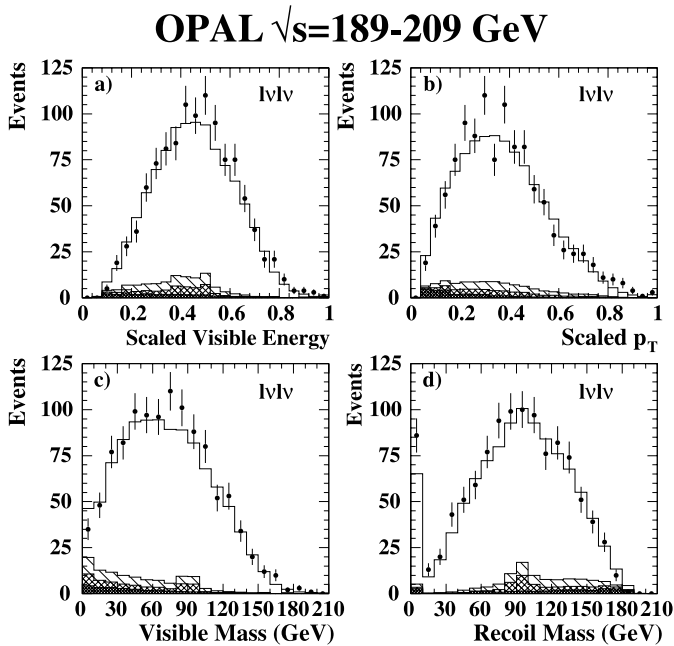 OPAL √s=189-209 GeV
Events
125
100
75
50
25
0
a)
lνlν
0 0.2 0.4 0.6 0.8 1
Scaled Visible Energy
Events
125
100
75
50
25
0
b)
lνlν
0 0.2 0.4 0.6 0.8 1
Scaled pT
Events
125
100
75
50
25
0
c)
lνlν
0 30 60 90 120 150 180 210
Visible Mass (GeV)
Events
125
100
75
50
25
0
d)
lνlν
0 30 60 90 120 150 180 210
Recoil Mass (GeV)